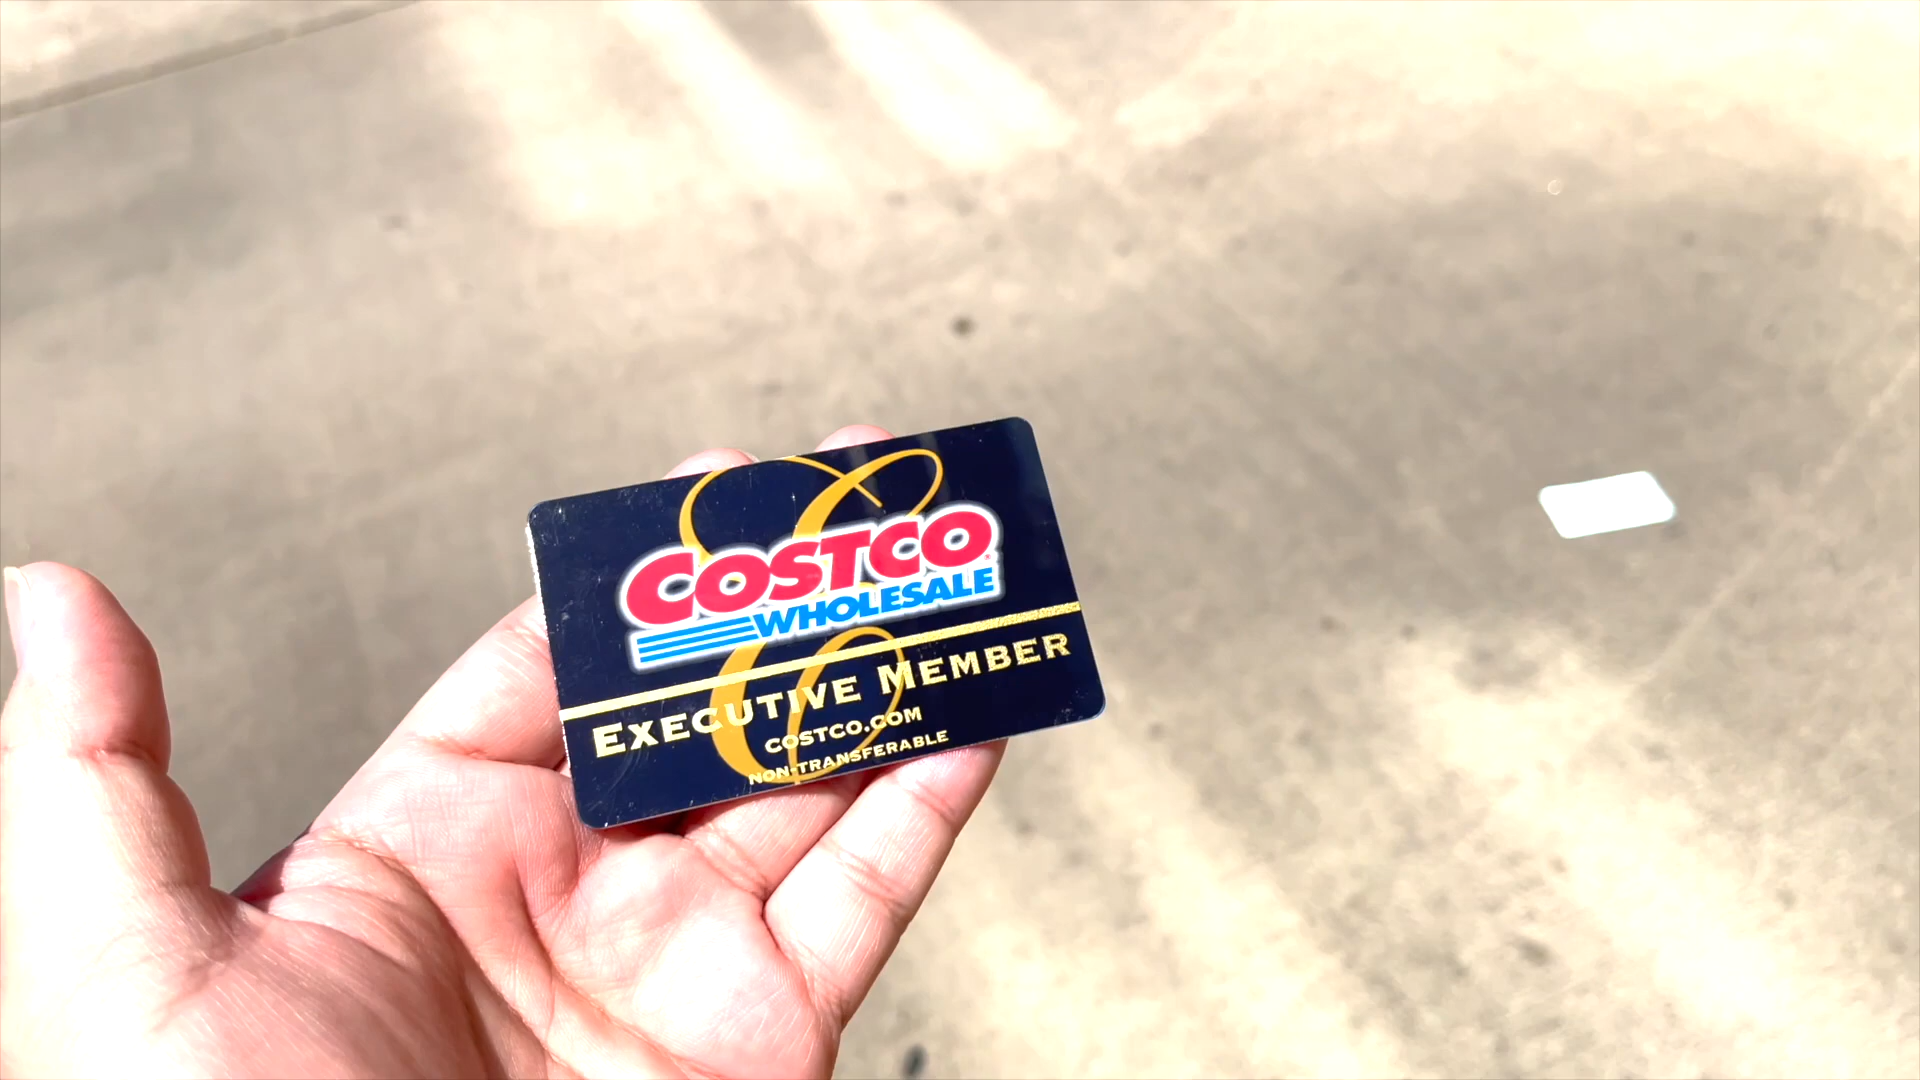 COSTCO
WHOLESALE
EXECUTIVE MEMBER
COSTCO.COM
NON-TRANSFERABLE